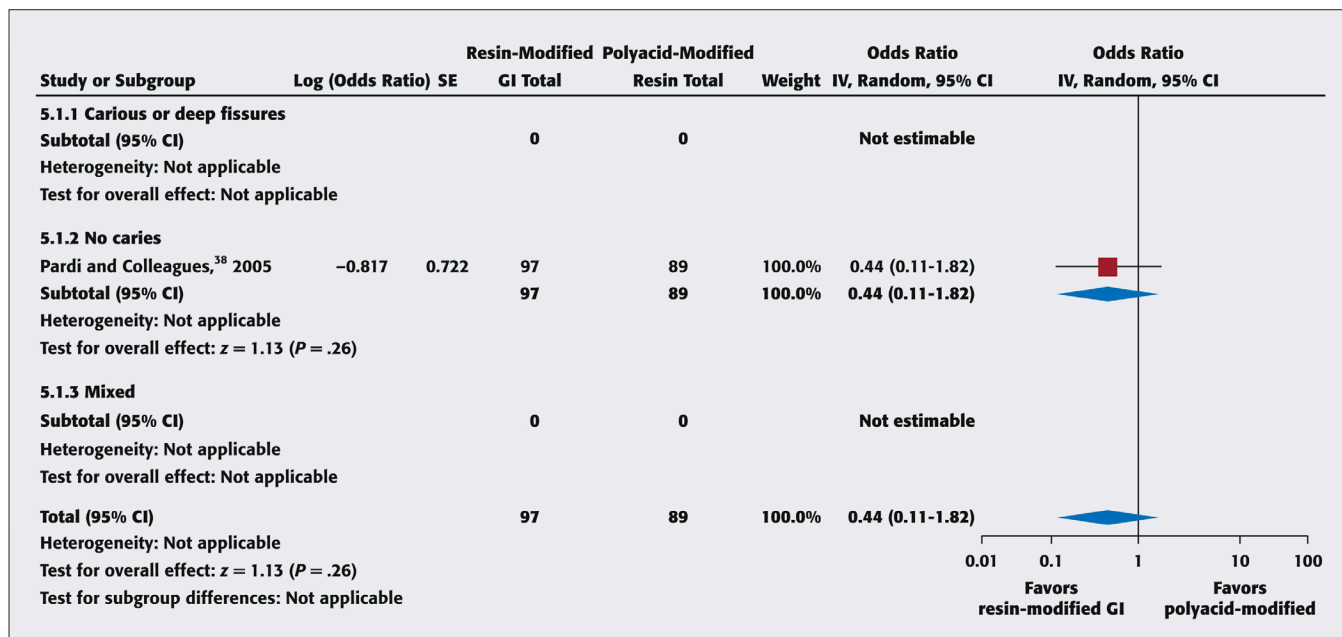 Resin-Modified Polyacid-Modified Odds Ratio Odds Ratio
Study or Subgroup Log (Odds Ratio) SE GI Total Resin Total Weight IV, Random, 95% CI IV, Random, 95% CI
5.1.1 Carious or deep fissures
Subtotal (95% CI) 0 0 Not estimable
Heterogeneity: Not applicable
Test for overall effect: Not applicable
5.1.2 No caries
Pardi and Colleagues,³⁸ 2005 –0.817 0.722 97 89 100.0% 0.44 (0.11-1.82)
Subtotal (95% CI) 97 89 100.0% 0.44 (0.11-1.82)
Heterogeneity: Not applicable
Test for overall effect: z = 1.13 (P = .26)
5.1.3 Mixed
Subtotal (95% CI) 0 0 Not estimable
Heterogeneity: Not applicable
Test for overall effect: Not applicable
Total (95% CI) 97 89 100.0% 0.44 (0.11-1.82)
Heterogeneity: Not applicable
Test for overall effect: z = 1.13 (P = .26)
Test for subgroup differences: Not applicable
0.01 0.1 1 10 100
Favors Favors
resin-modified GI polyacid-modified